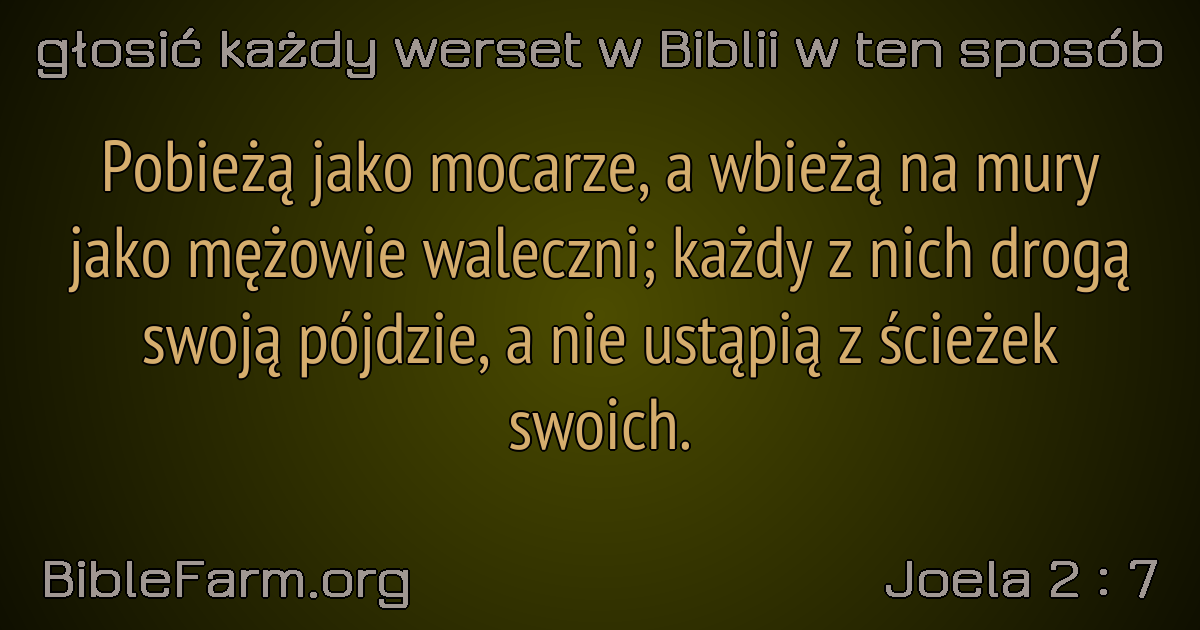 głosić każdy werset w Biblii w ten sposób
Pobieżą jako mocarze, a wbieżą na mury
jako mężowie waleczni; każdy z nich drogą
swoją pójdzie, a nie ustąpią z ścieżek
swoich.
BibleFarm.org
Joela 2 : 7